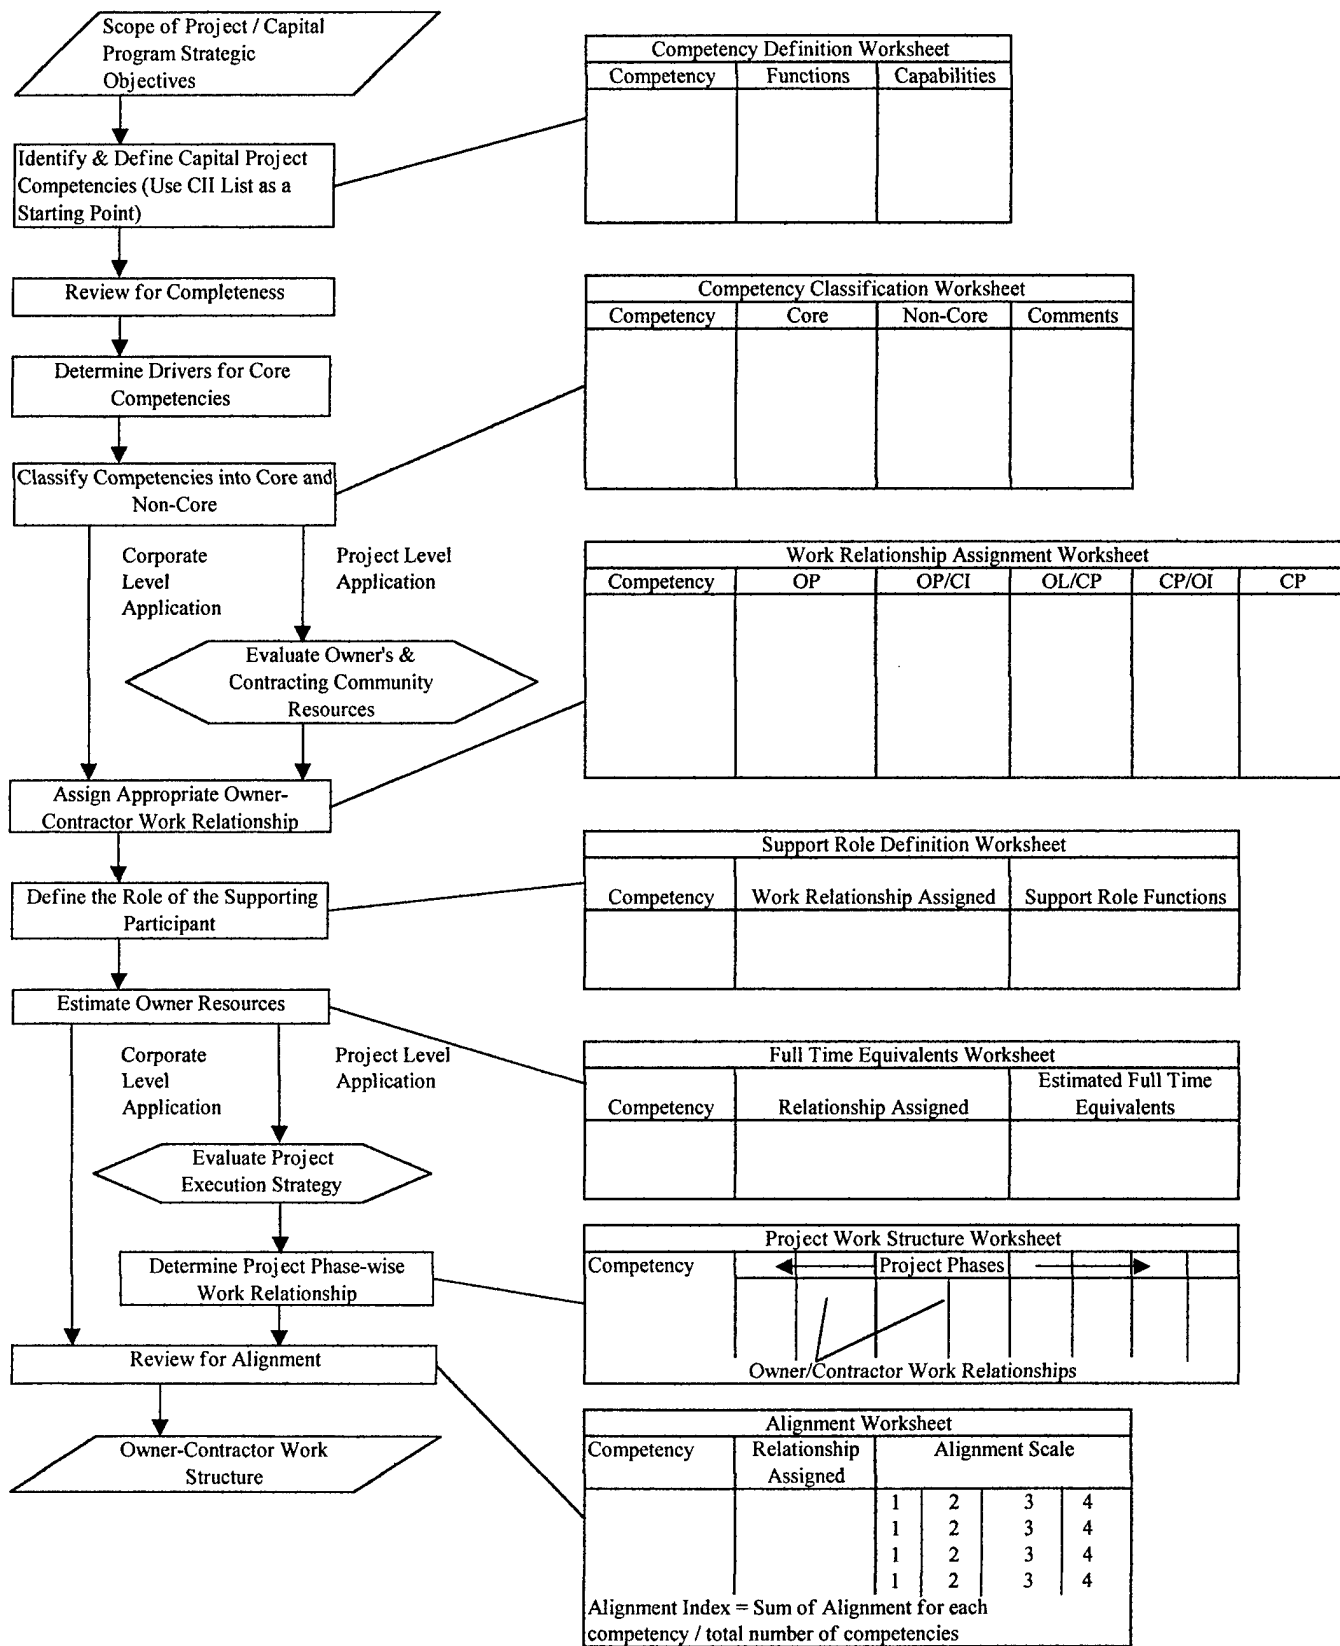 Scope of Project / Capital
Program Strategic
Objectives
Identify & Define Capital Project
Competencies (Use CII List as a
Starting Point)
Review for Completeness
Determine Drivers for Core
Competencies
Classify Competencies into Core and
Non-Core
Corporate
Level
Application
Project Level
Application
Evaluate Owner's &
Contracting Community
Resources
Assign Appropriate Owner-
Contractor Work Relationship
Define the Role of the Supporting
Participant
Estimate Owner Resources
Corporate
Level
Application
Project Level
Application
Evaluate Project
Execution Strategy
Determine Project Phase-wise
Work Relationship
Review for Alignment
Owner-Contractor Work
Structure
Competency Definition Worksheet
Competency Functions Capabilities
Competency Classification Worksheet
Competency Core Non-Core Comments
Work Relationship Assignment Worksheet
Competency OP OP/CI OL/CP CP/OI CP
Support Role Definition Worksheet
Competency Work Relationship Assigned Support Role Functions
Full Time Equivalents Worksheet
Estimated Full Time
Competency Relationship Assigned Equivalents
Project Work Structure Worksheet
Competency Project Phases
Owner/Contractor Work Relationships
Alignment Worksheet
Competency Relationship Alignment Scale
Assigned
1 2 3 4
1 2 3 4
1 2 3 4
1 2 3 4
Alignment Index = Sum of Alignment for each
competency / total number of competencies